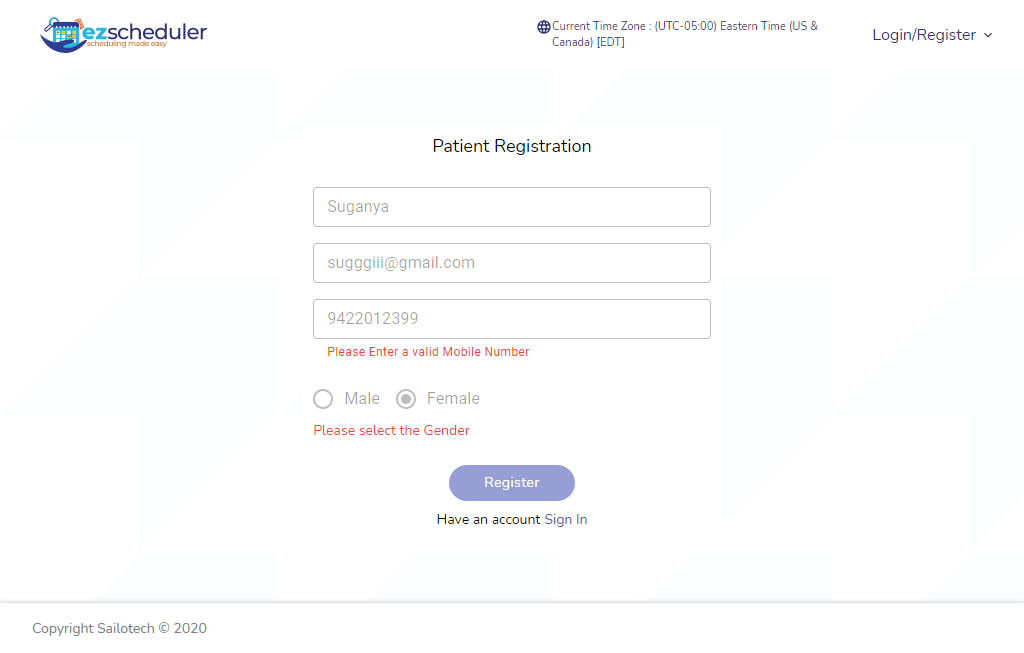 ezscheduler
scheduling made easy
Current Time Zone : (UTC-05:00) Eastern Time (US &
Canada) [EDT]
Login/Register
Patient Registration
Suganya
sugggiii@gmail.com
9422012399
Please Enter a valid Mobile Number
Male Female
Please select the Gender
Register
Have an account Sign In
Copyright Sailotech © 2020